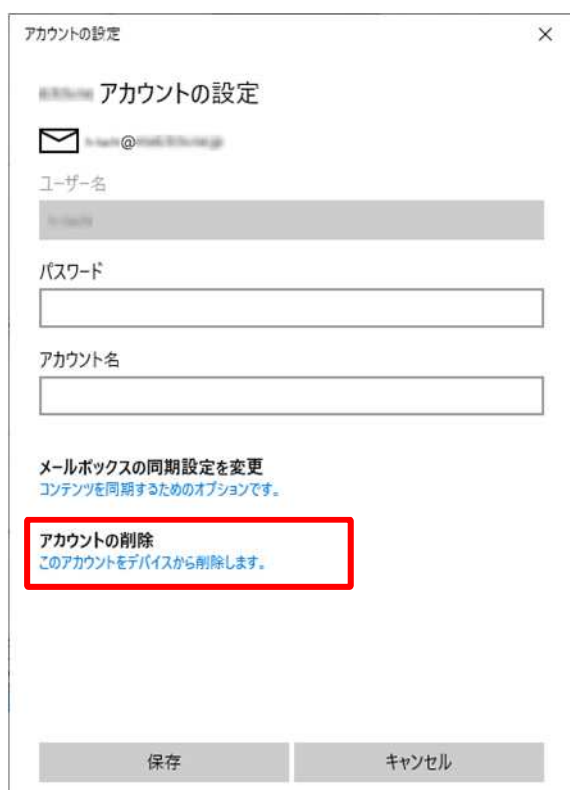 アカウントの設定
アカウントの設定
@
ユーザー名
パスワード
アカウント名
メールボックスの同期設定を変更
コンテンツを同期するためのオプションです。
アカウントの削除
このアカウントをデバイスから削除します。
保存
キャンセル